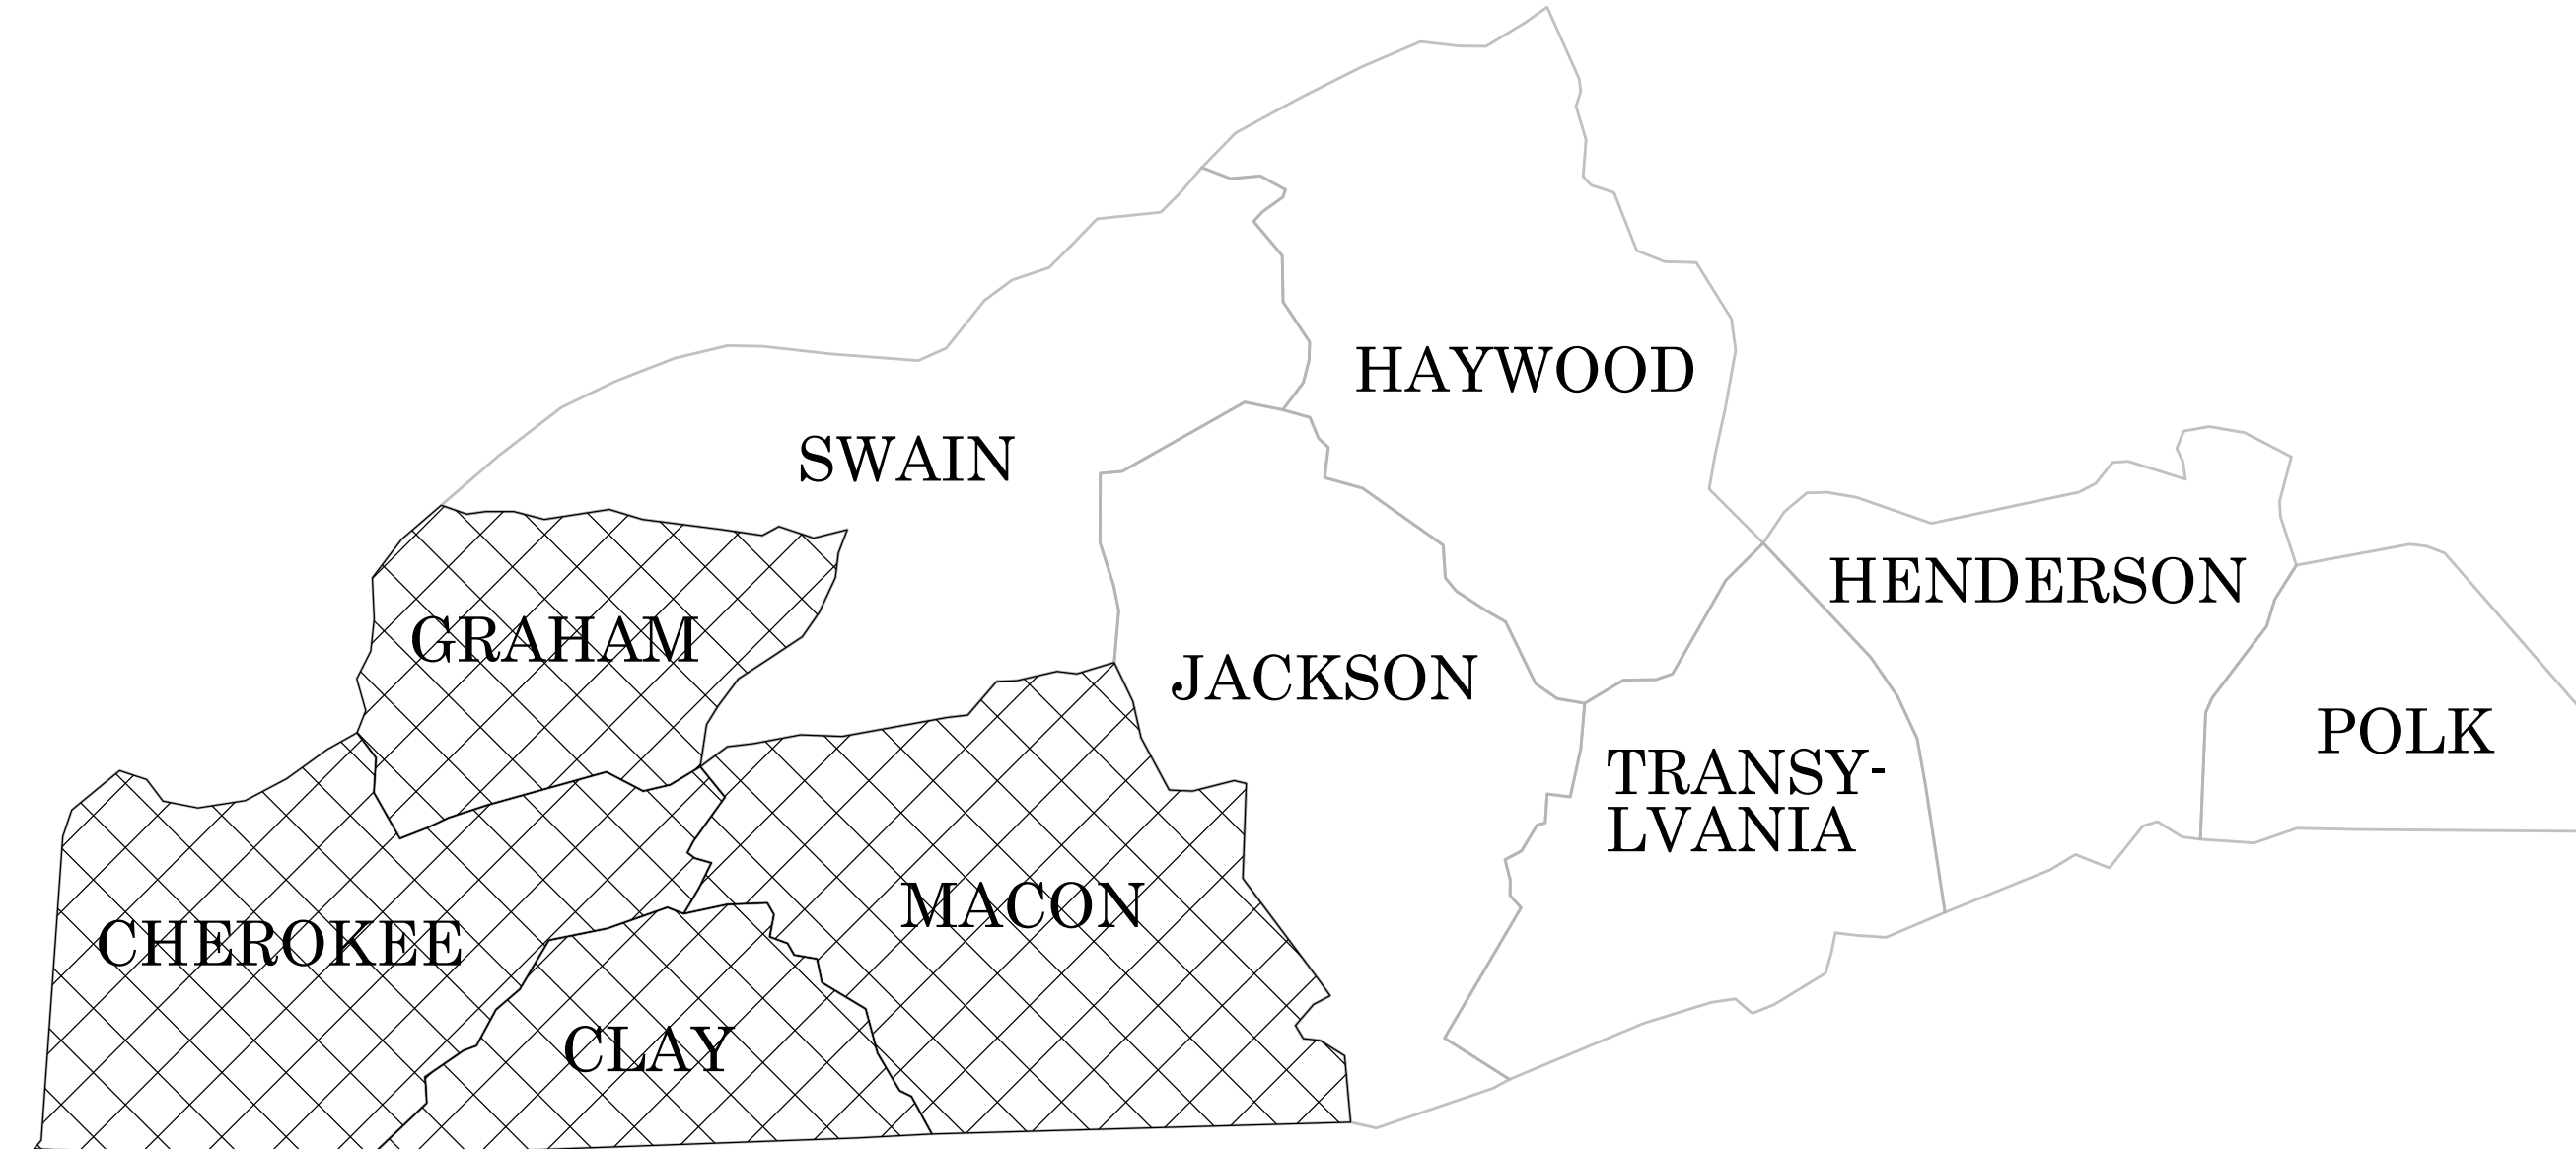 HAYWOOD
SWAIN
HENDERSON
GRAHAM
JACKSON
POLK
TRANSY-
LVANIA
MACON
CHEROKEE
CLAY